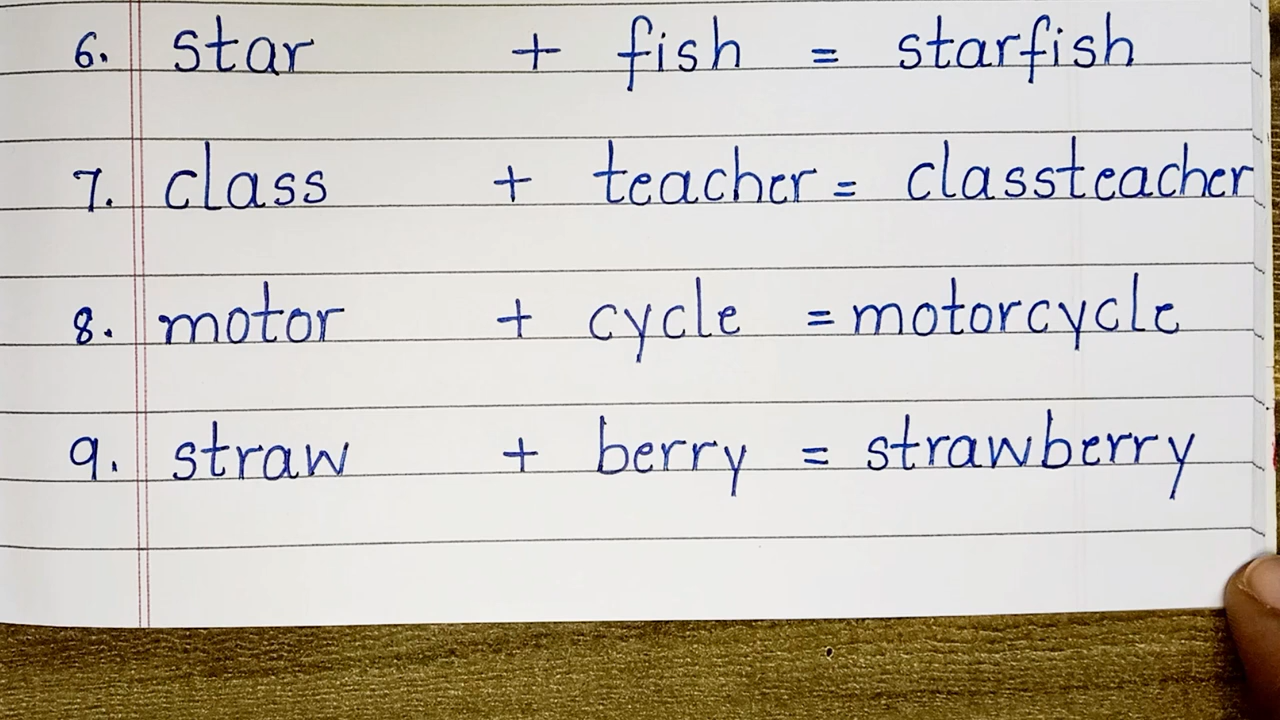 6. star + fish = starfish
7. class + teacher = classteacher
8. motor + cycle = motorcycle
9. straw + berry = strawberry